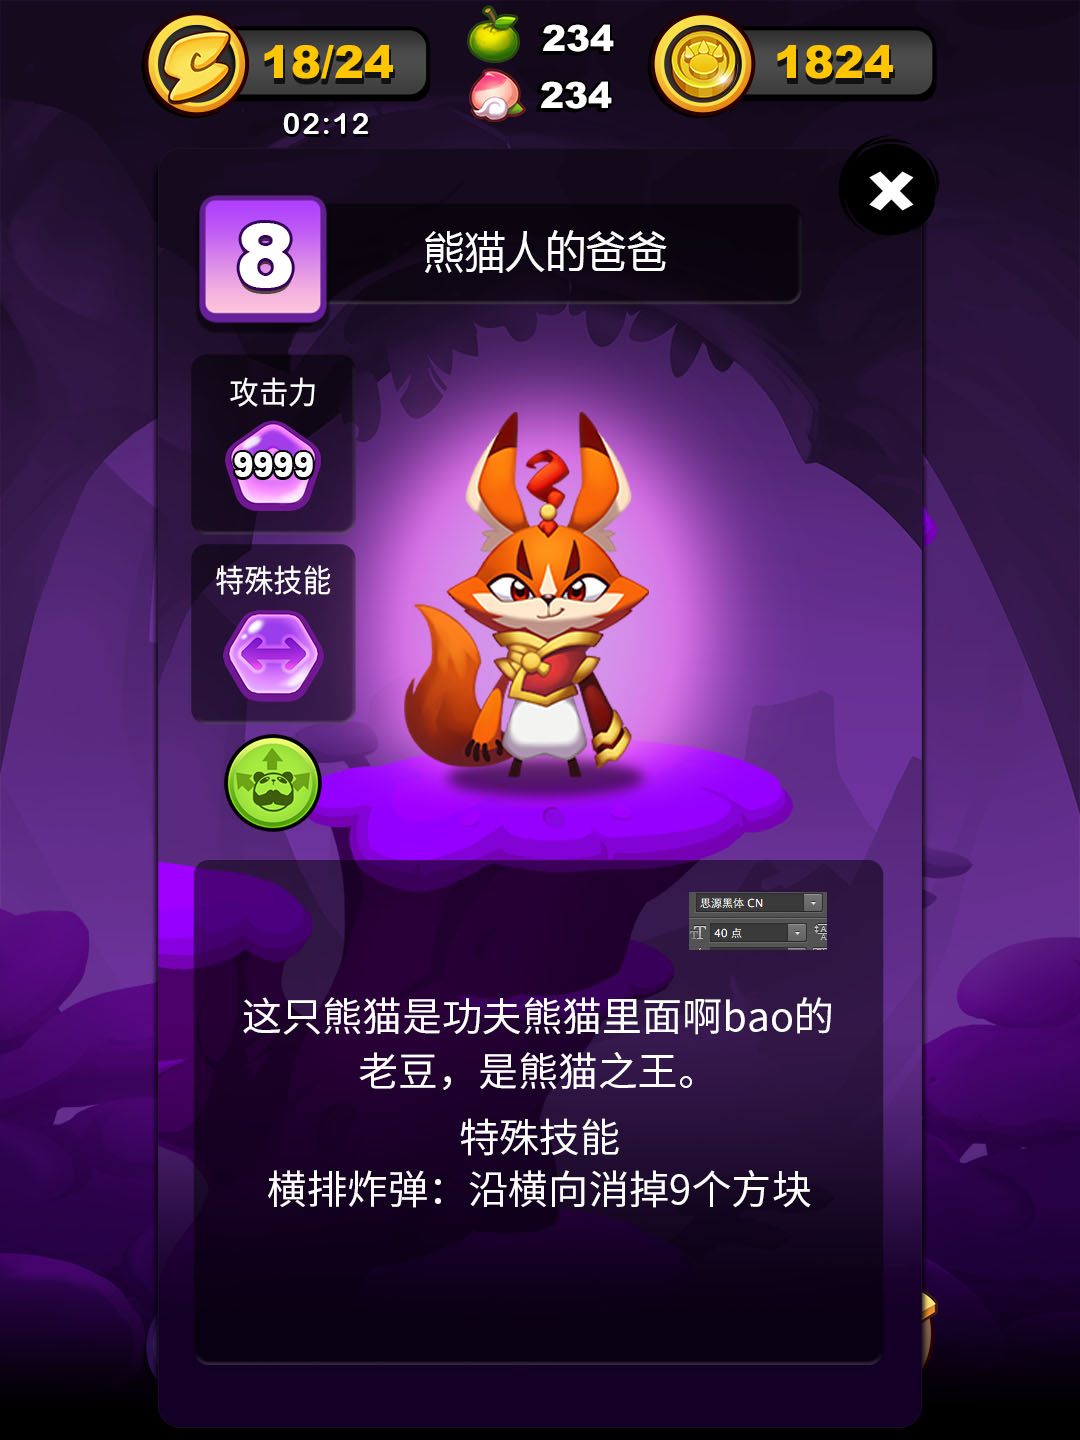 18/24
02:12
234
234
1824
8
熊猫人的爸爸
攻击力
9999
特殊技能
思源黑体 CN
40 点
这只熊猫是功夫熊猫里面啊bao的
老豆，是熊猫之王。
特殊技能
横排炸弹：沿横向消掉9个方块